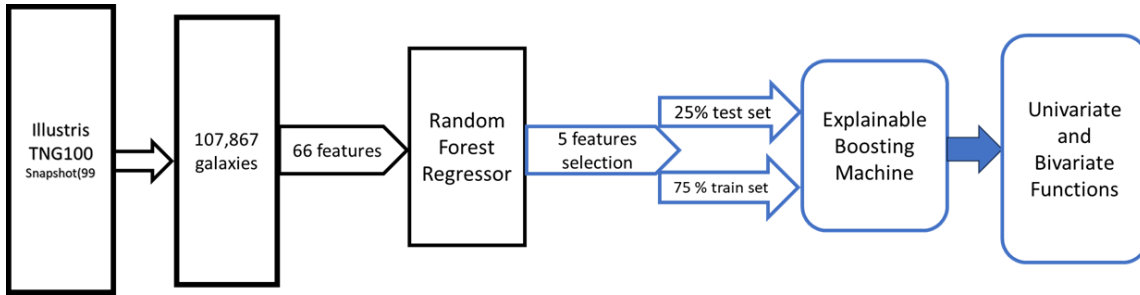 Illustris
TNG100
Snapshot(99
107,867
galaxies
66 features
Random
Forest
Regressor
5 features
selection
25% test set
75 % train set
Explainable
Boosting
Machine
Univariate
and
Bivariate
Functions